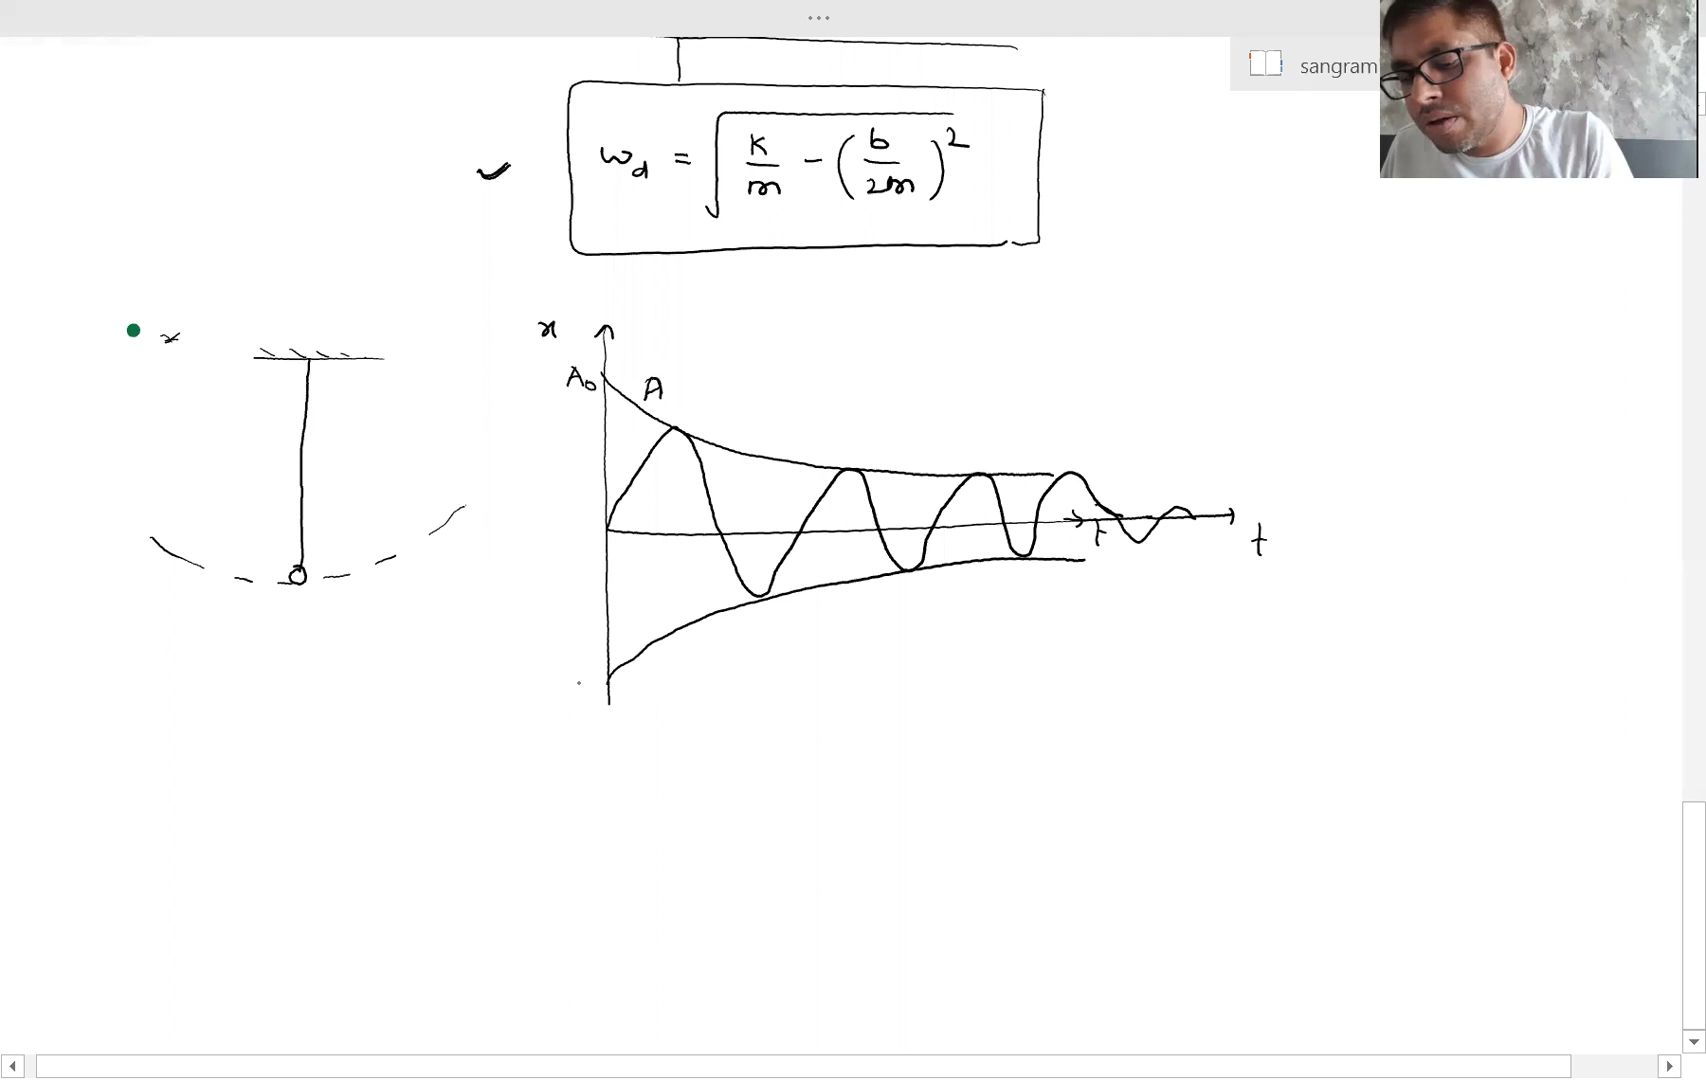 sangram
ω_d = √(k/m − (b/2m)²)
x
x
A₀
A
t
t